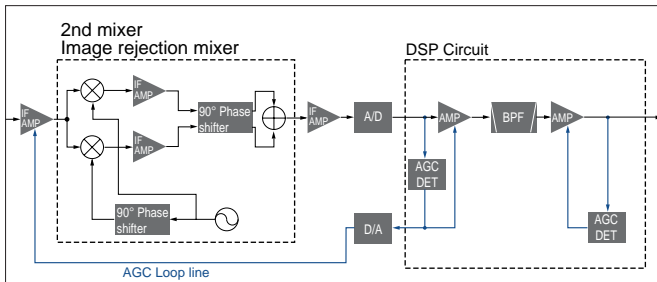 2nd mixer
Image rejection mixer
DSP Circuit
IF
AMP
IF
AMP
IF
AMP
90° Phase
shifter
IF
AMP
A/D
AMP
BPF
AMP
AGC
DET
90° Phase
shifter
D/A
AGC
DET
AGC Loop line